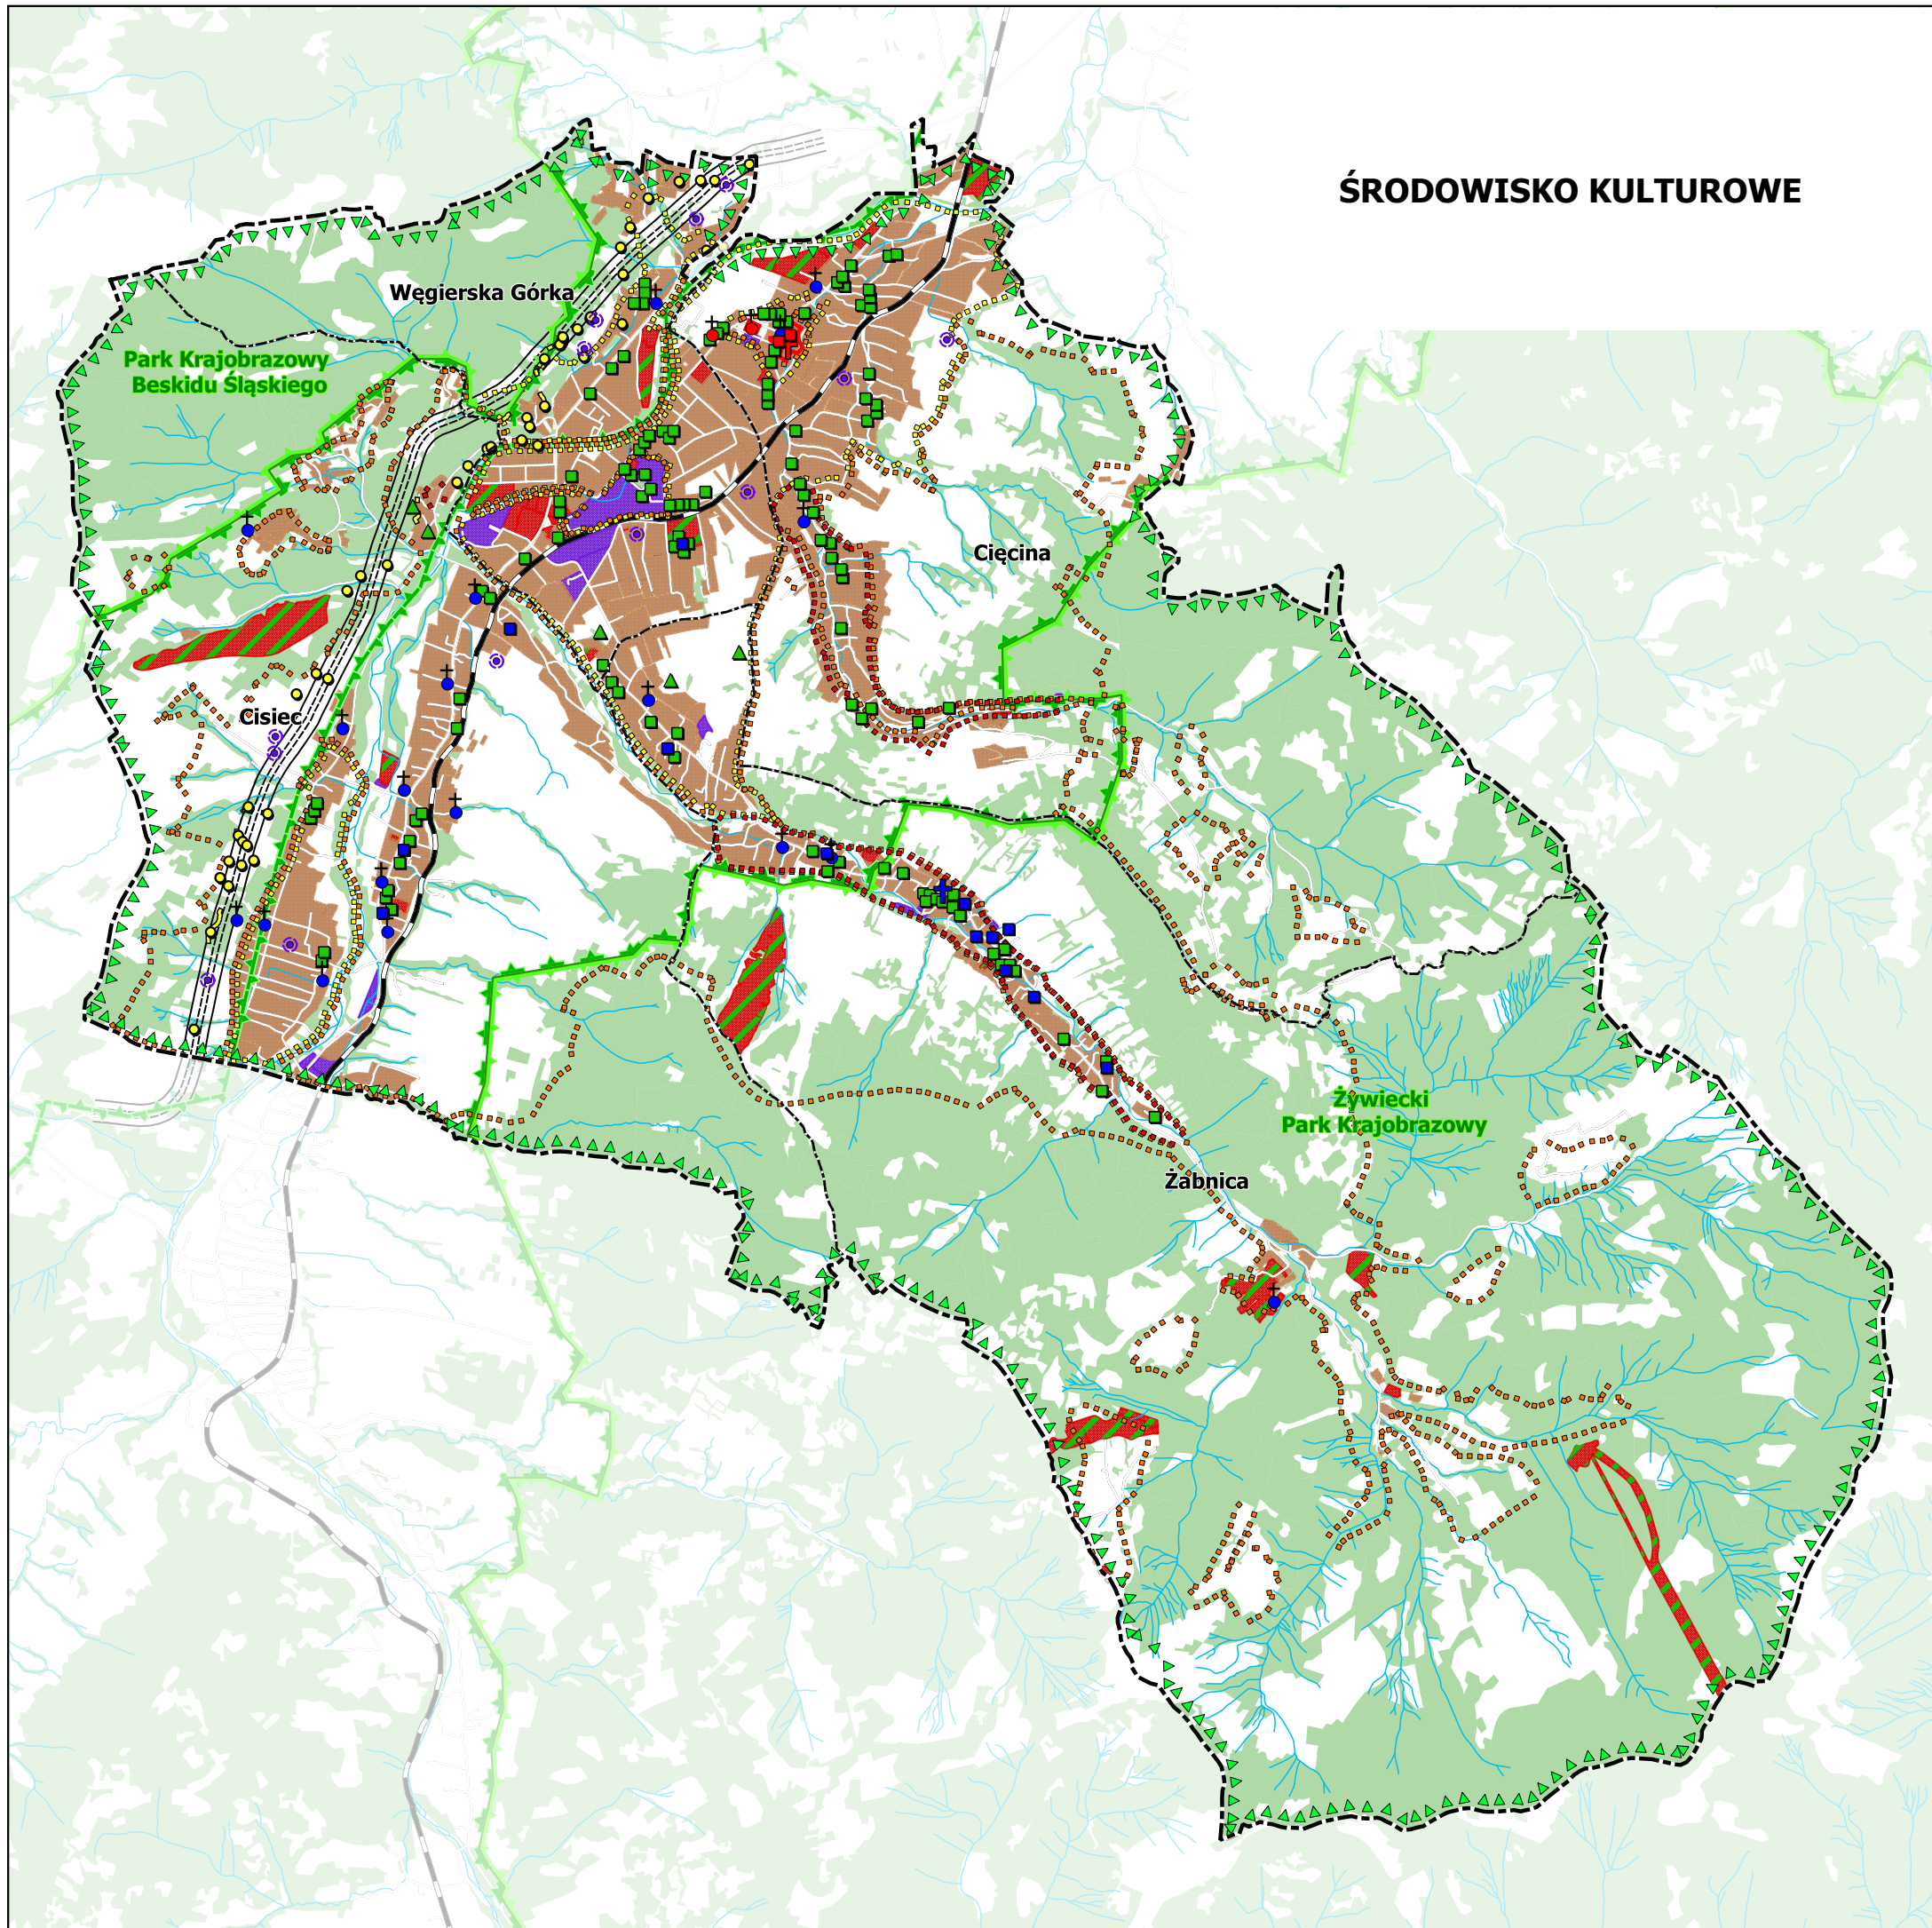 ŚRODOWISKO KULTUROWE
Węgierska Górka
Park Krajobrazowy
Beskidu Śląskiego
Cięcina
Cisiec
Żywiecki
Park Krajobrazowy
Żabnica